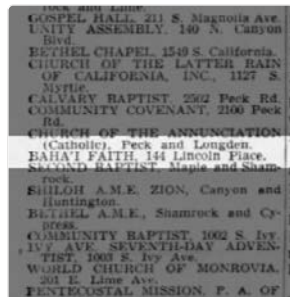 rock and Lime.
GOSPEL HALL, 211 S. Magnolia Ave.
UNITY ASSEMBLY, 140 N. Canyon
Blvd.
BETHEL CHAPEL, 1549 S. California.
CHURCH OF THE LATTER RAIN
OF CALIFORNIA, INC., 1127 S.
Myrtle.
CALVARY BAPTIST, 2502 Peck Rd.
COMMUNITY COVENANT, 2100 Peck
Rd.
CHURCH OF THE ANNUNCIATION
(Catholic), Peck and Longden.
BAHA'I FAITH, 144 Lincoln Place.
SECOND BAPTIST, Maple and Sham-
rock.
SHILOH A.M.E. ZION, Canyon and
Huntington.
BETHEL A.M.E., Shamrock and Cy-
press.
COMMUNITY BAPTIST, 1002 S. Ivy.
IVY AVE. SEVENTH-DAY ADVEN-
TIST, 1003 S. Ivy Ave.
WORLD CHURCH OF MONROVIA,
201 E. Lime Ave.
PENTECOSTAL MISSION, P. A. OF